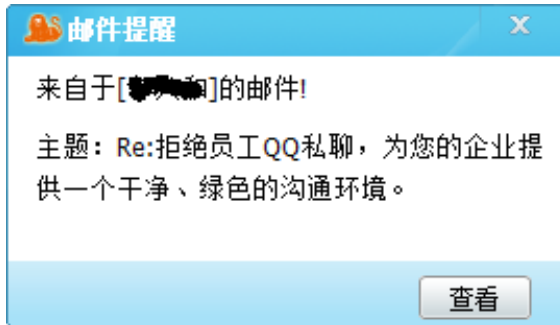 邮件提醒
来自于[和]的邮件!
主题：Re:拒绝员工QQ私聊，为您的企业提
供一个干净、绿色的沟通环境。
查看